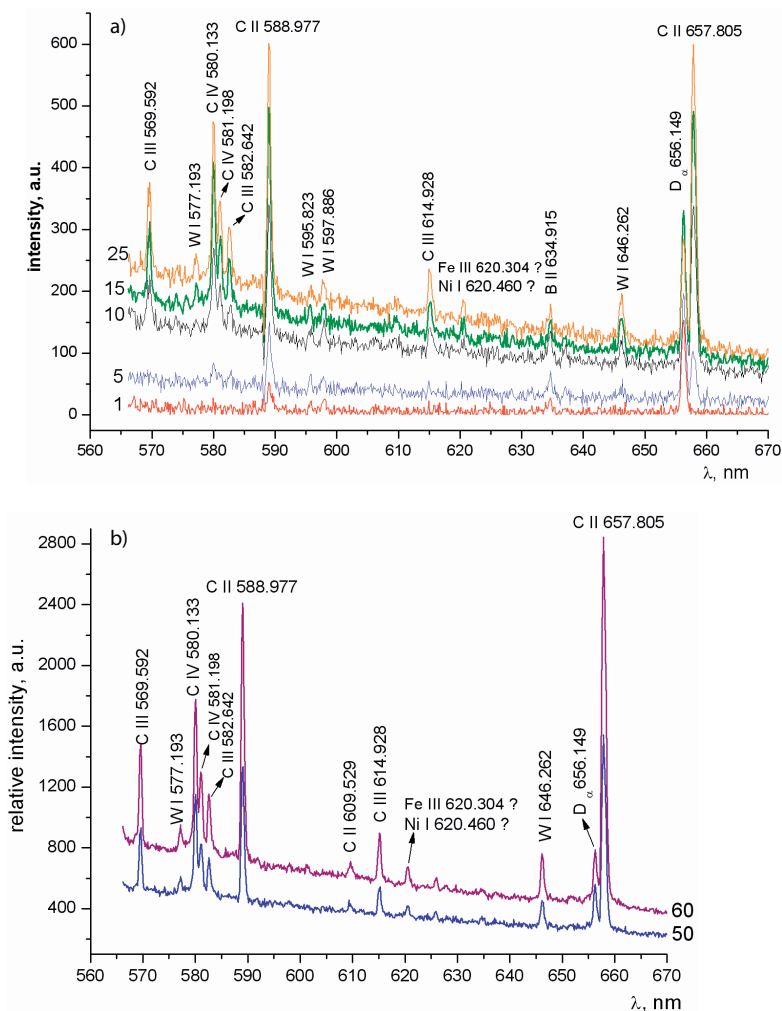 a)
C II 588.977
C II 657.805
C III 569.592
W I 577.193
C IV 580.133
C IV 581.198
C III 582.642
W I 595.823
W I 597.886
C III 614.928
Fe III 620.304 ?
Ni I 620.460 ?
B II 634.915
W I 646.262
D α 656.149
600
500
400
300
200
100
0
intensity, a.u.
25
15
10
5
1
560 570 580 590 600 610 620 630 640 650 660 670
λ, nm
b)
C II 657.805
C II 588.977
C III 569.592
W I 577.193
C IV 580.133
C IV 581.198
C III 582.642
C II 609.529
C III 614.928
Fe III 620.304 ?
Ni I 620.460 ?
W I 646.262
D α 656.149
2800
2400
2000
1600
1200
800
400
relative intensity, a.u.
60
50
560 570 580 590 600 610 620 630 640 650 660 670
λ, nm